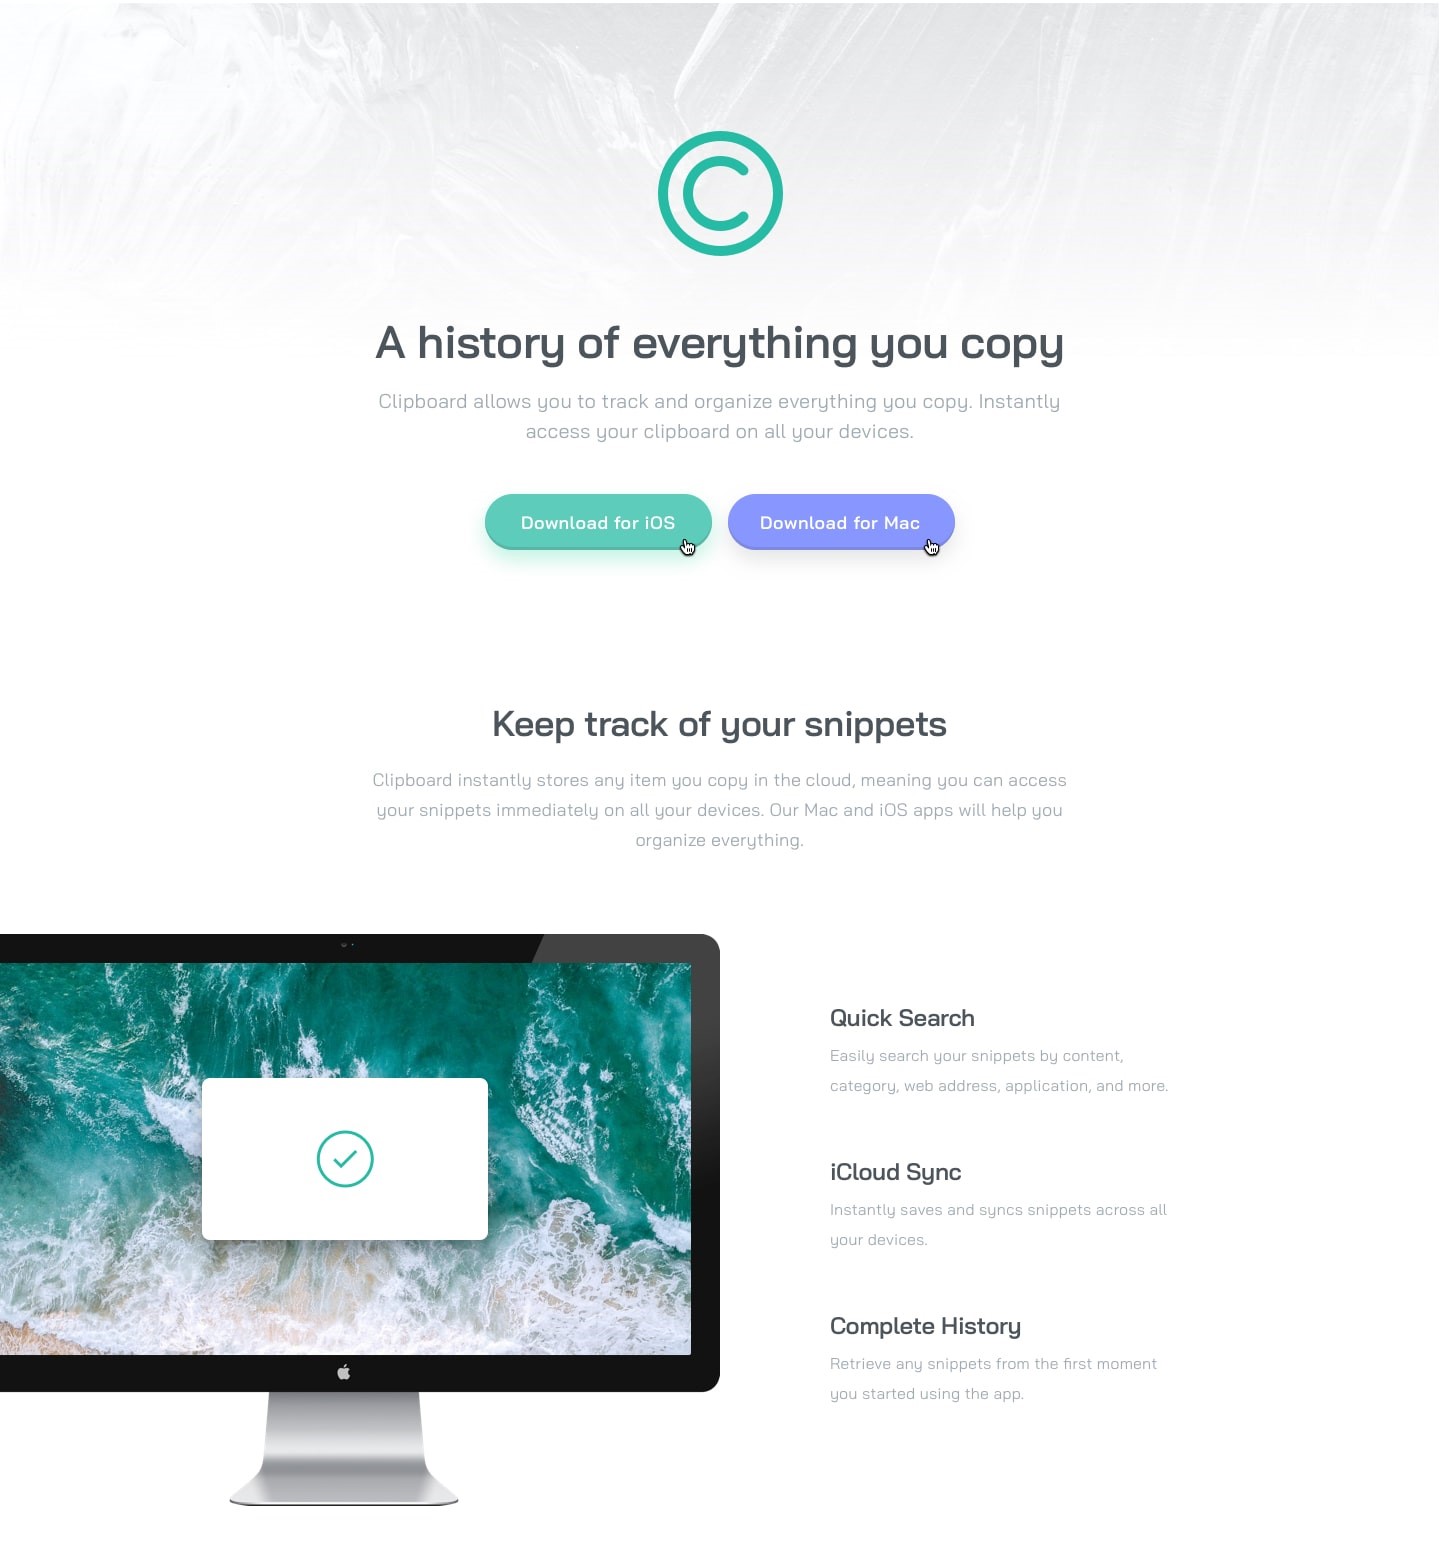 A history of everything you copy
Clipboard allows you to track and organize everything you copy. Instantly
access your clipboard on all your devices.
Download for iOS
Download for Mac
Keep track of your snippets
Clipboard instantly stores any item you copy in the cloud, meaning you can access
your snippets immediately on all your devices. Our Mac and iOS apps will help you
organize everything.
Quick Search
Easily search your snippets by content,
category, web address, application, and more.
iCloud Sync
Instantly saves and syncs snippets across all
your devices.
Complete History
Retrieve any snippets from the first moment
you started using the app.